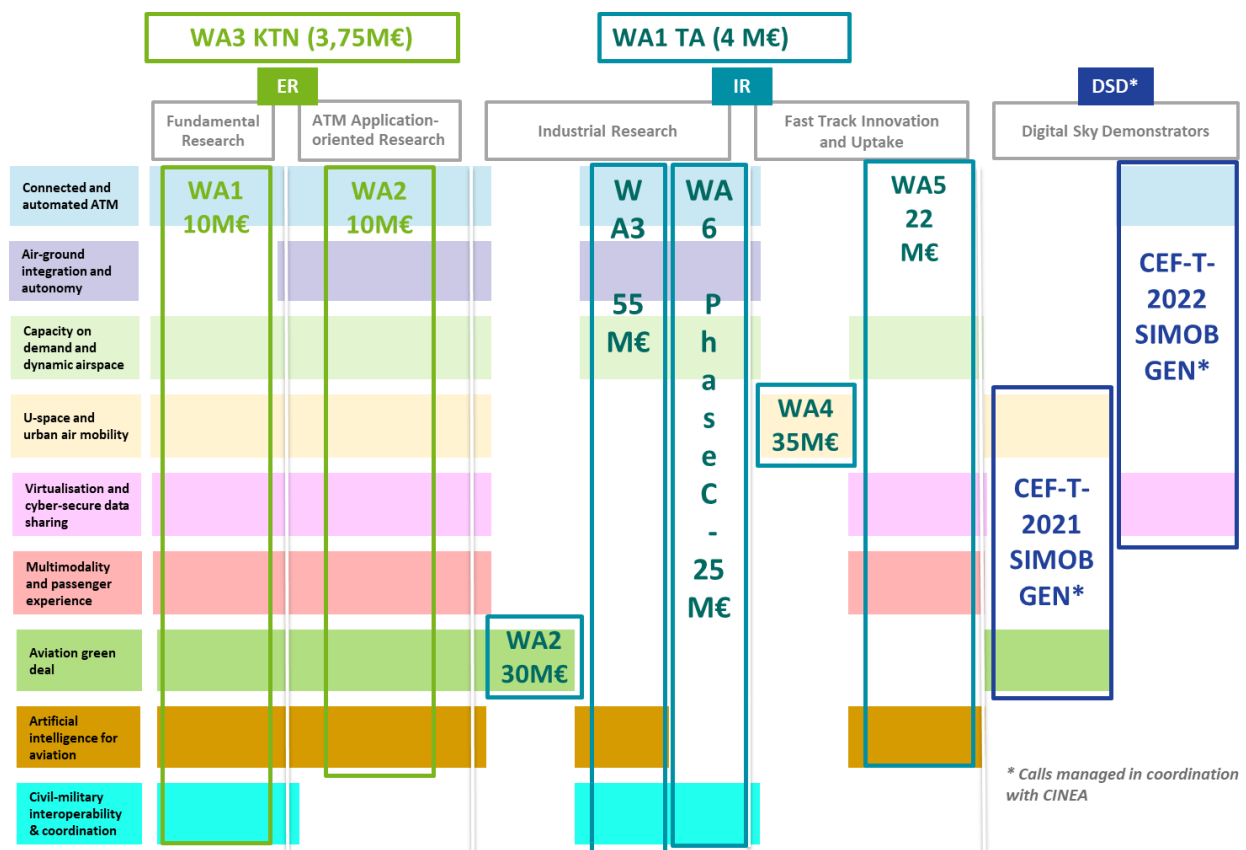 WA3 KTN (3,75M€)
WA1 TA (4 M€)
ER
IR
DSD*
Fundamental
Research
ATM Application-
oriented Research
Industrial Research
Fast Track Innovation
and Uptake
Digital Sky Demonstrators
Connected and
automated ATM
Air-ground
integration and
autonomy
Capacity on
demand and
dynamic airspace
U-space and
urban air mobility
Virtualisation and
cyber-secure data
sharing
Multimodality
and passenger
experience
Aviation green
deal
Artificial
intelligence for
aviation
Civil-military
interoperability
& coordination
WA1
10M€
WA2
10M€
WA2
30M€
W
A3
55
M€
WA
6
P
h
a
s
e
C
-
25
M€
WA4
35M€
WA5
22
M€
CEF-T-
2021
SIMOB
GEN*
CEF-T-
2022
SIMOB
GEN*
* Calls managed in coordination
with CINEA